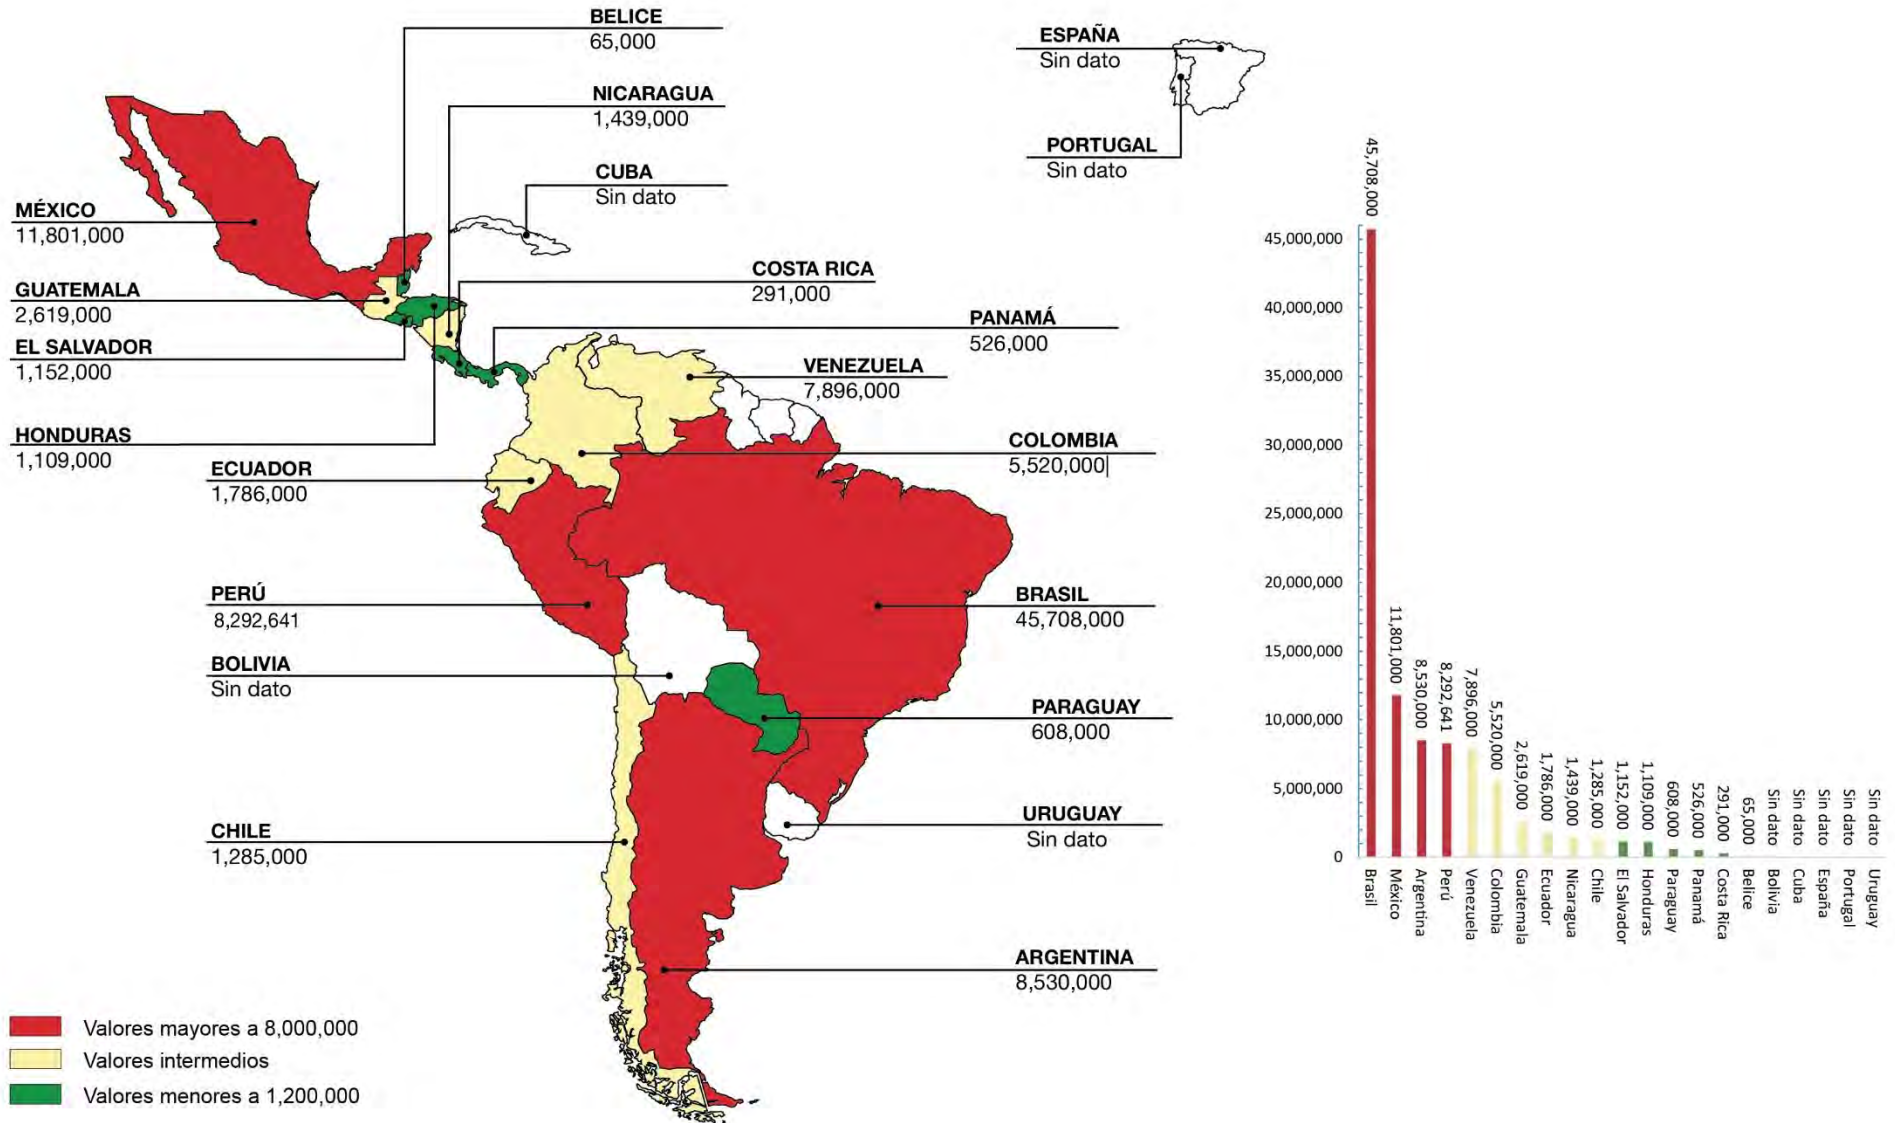 BELICE
65,000
NICARAGUA
1,439,000
CUBA
Sin dato
MÉXICO
11,801,000
GUATEMALA
2,619,000
EL SALVADOR
1,152,000
HONDURAS
1,109,000
COSTA RICA
291,000
PANAMÁ
526,000
VENEZUELA
7,896,000
COLOMBIA
5,520,000
ECUADOR
1,786,000
PERÚ
8,292,641
BOLIVIA
Sin dato
BRASIL
45,708,000
PARAGUAY
608,000
URUGUAY
Sin dato
CHILE
1,285,000
ARGENTINA
8,530,000
ESPAÑA
Sin dato
PORTUGAL
Sin dato
Valores mayores a 8,000,000
Valores intermedios
Valores menores a 1,200,000
45,000,000
40,000,000
35,000,000
30,000,000
25,000,000
20,000,000
15,000,000
10,000,000
5,000,000
0
45,708,000
11,801,000
8,530,000
8,292,641
7,896,000
5,520,000
2,619,000
1,786,000
1,439,000
1,285,000
1,152,000
1,109,000
608,000
526,000
291,000
65,000
Sin dato
Sin dato
Sin dato
Sin dato
Sin dato
Brasil
México
Argentina
Perú
Venezuela
Colombia
Guatemala
Ecuador
Nicaragua
Chile
El Salvador
Honduras
Paraguay
Panamá
Costa Rica
Belice
Bolivia
Cuba
España
Portugal
Uruguay